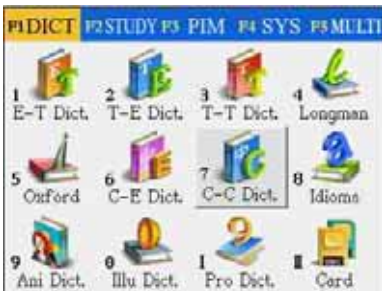 F1DICT F2STUDY F3 PIM F4 SYS F5MULTI
1 2 3 4
E-T Dict. T-E Dict. T-T Dict. Longman
5 6 7 8
Oxford C-E Dict. C-C Dict. Idioms
9 0
Ani Dict. Illu Dict. Pro Dict. Card